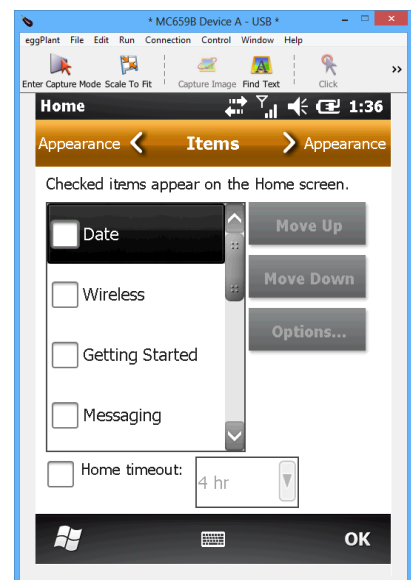 * MC659B Device A - USB *
eggPlant File Edit Run Connection Control Window Help
Enter Capture Mode Scale To Fit Capture Image Find Text Click
»
Home 1:36
Appearance Items Appearance
Checked items appear on the Home screen.
Date
Move Up
Wireless
Move Down
Getting Started
Options...
Messaging
Home timeout: 4 hr
OK